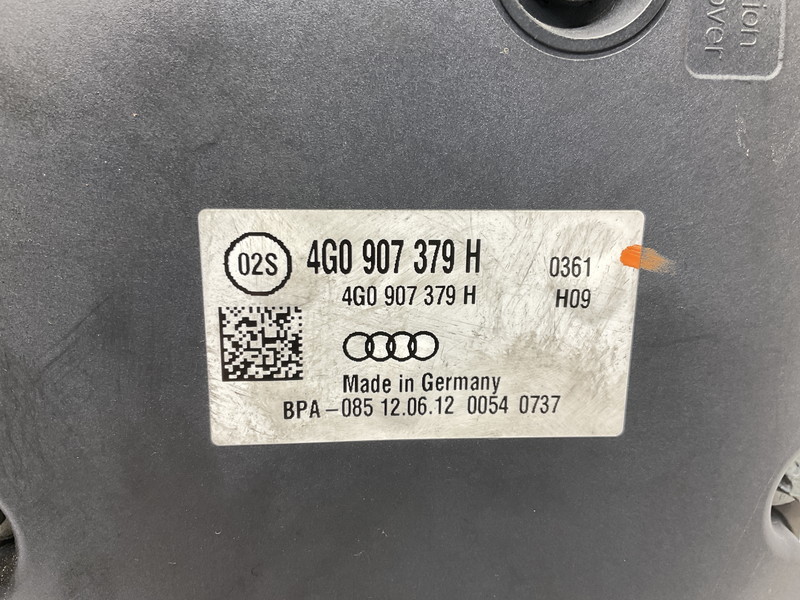 02S 4G0 907 379 H 0361
4G0 907 379 H H09
Made in Germany
BPA-085 12.06.12 0054 0737